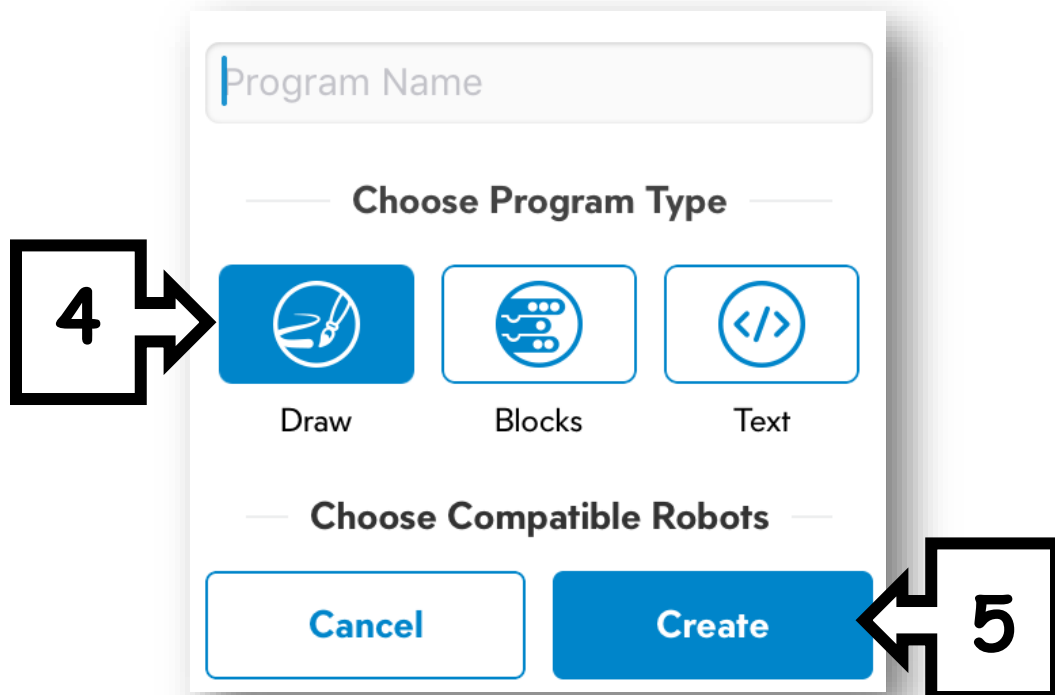 Program Name
Choose Program Type
4
</>
Draw Blocks Text
Choose Compatible Robots
Cancel Create
5